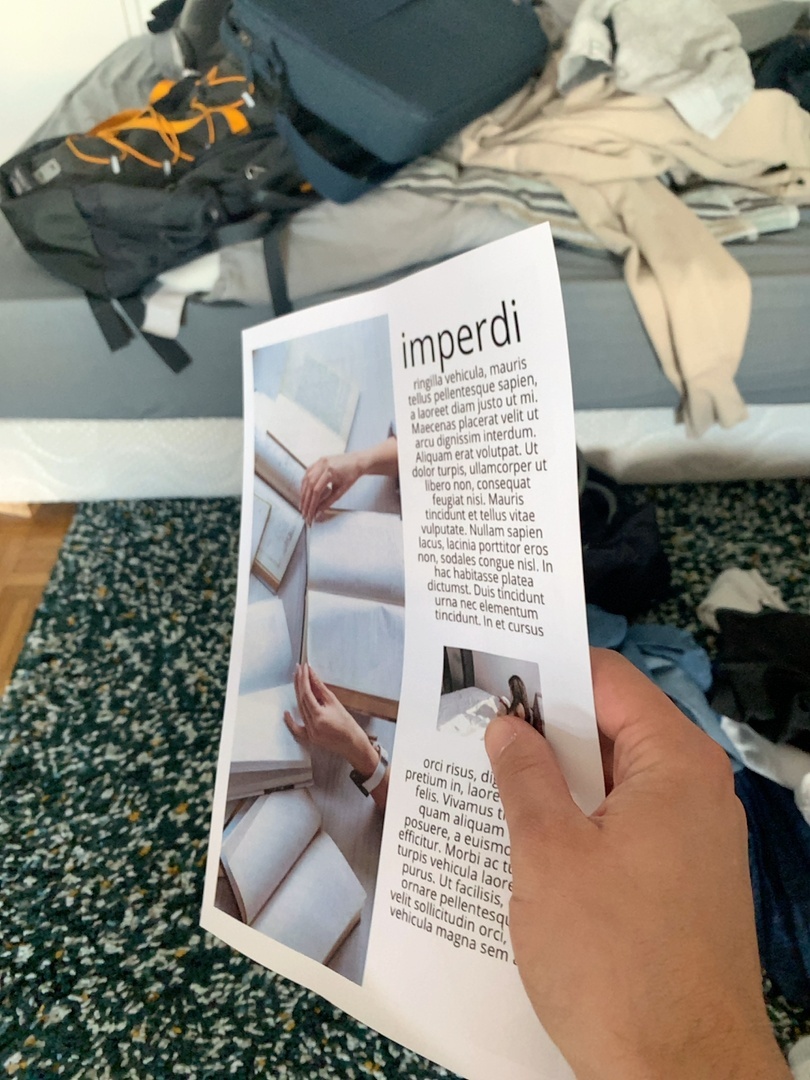 imperdi
ringilla vehicula, mauris
tellus pellentesque sapien,
a laoreet diam justo ut mi.
Maecenas placerat velit ut
arcu dignissim interdum.
Aliquam erat volutpat. Ut
dolor turpis, ullamcorper ut
libero non, consequat
feugiat nisi. Mauris
tincidunt et tellus vitae
vulputate. Nullam sapien
lacus, lacinia porttitor eros
non, sodales congue nisl. In
hac habitasse platea
dictumst. Duis tincidunt
urna nec elementum
tincidunt. In et cursus
orci risus,
pretium in,
felis. Vivamus
quam aliquam
posuere, a
efficitur. Morbi ac
turpis vehicula
purus. Ut facilisis,
ornare
velit sollicitudin orci,
vehicula magna sem